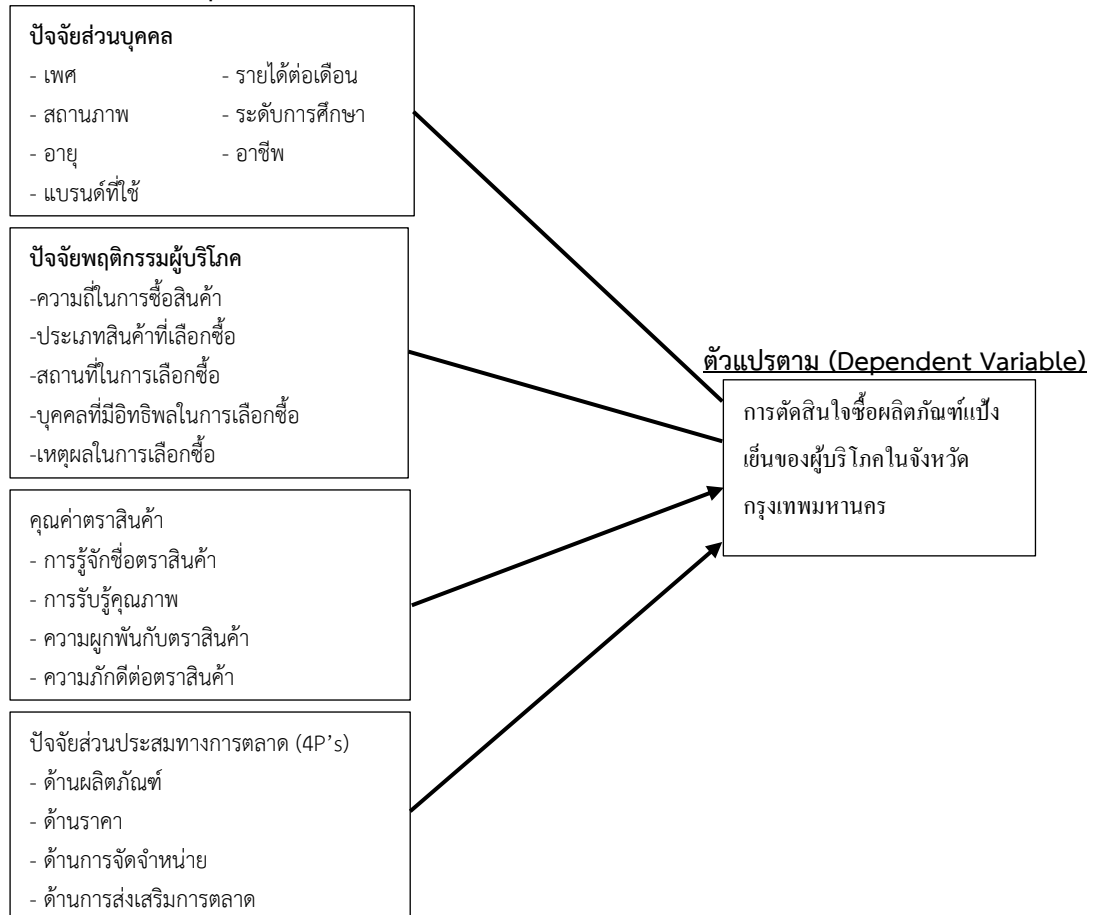 ปัจจัยส่วนบุคคล
- เพศ - รายได้ต่อเดือน
- สถานภาพ - ระดับการศึกษา
- อายุ - อาชีพ
- แบรนด์ที่ใช้
ปัจจัยพฤติกรรมผู้บริโภค
-ความถี่ในการซื้อสินค้า
-ประเภทสินค้าที่เลือกซื้อ
-สถานที่ในการเลือกซื้อ
-บุคคลที่มีอิทธิพลในการเลือกซื้อ
-เหตุผลในการเลือกซื้อ
ตัวแปรตาม (Dependent Variable)
การตัดสินใจซื้อผลิตภัณฑ์แป้ง
เย็นของผู้บริโภคในจังหวัด
กรุงเทพมหานคร
คุณค่าตราสินค้า
- การรู้จักชื่อตราสินค้า
- การรับรู้คุณภาพ
- ความผูกพันกับตราสินค้า
- ความภักดีต่อตราสินค้า
ปัจจัยส่วนประสมทางการตลาด (4P's)
- ด้านผลิตภัณฑ์
- ด้านราคา
- ด้านการจัดจำหน่าย
- ด้านการส่งเสริมการตลาด